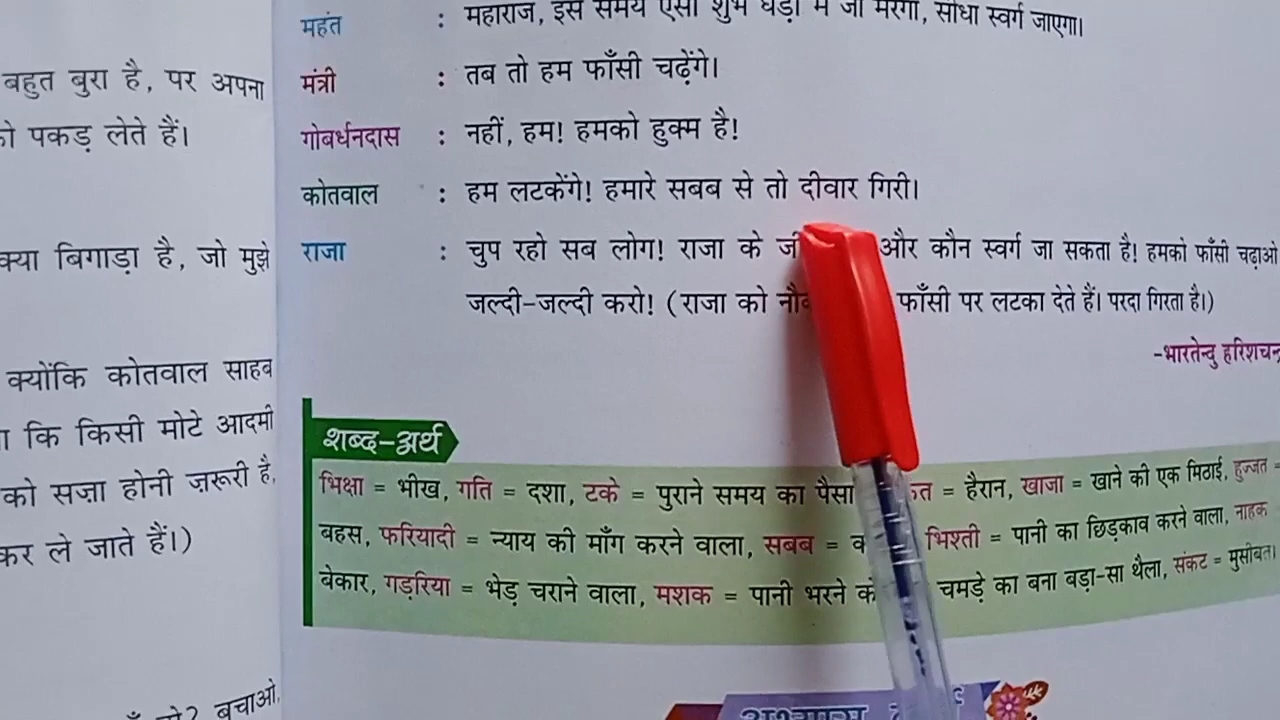 बहुत बुरा है, पर अपना
पकड़ लेते हैं।
क्या बिगाड़ा है, जो मुझे
क्योंकि कोतवाल साहब
कि किसी मोटे आदमी
को सज़ा होनी ज़रूरी है,
कर ले जाते हैं।)
बचाओ,
महंत : महाराज, इस समय ऐसी शुभ घड़ी में जो मरेगा, सीधा स्वर्ग जाएगा।
मंत्री : तब तो हम फाँसी चढ़ेंगे।
गोबर्धनदास : नहीं, हम! हमको हुक्म है!
कोतवाल : हम लटकेंगे! हमारे सबब से तो दीवार गिरी।
राजा : चुप रहो सब लोग! राजा के और कौन स्वर्ग जा सकता है! हमको फाँसी चढ़ाओ
जल्दी-जल्दी करो! (राजा को फाँसी पर लटका देते हैं। परदा गिरता है।)
-भारतेन्दु
शब्द-अर्थ
भिक्षा = भीख, गति = दशा, टके = पुराने समय का पैसा = हैरान, खाजा = खाने की एक मिठाई, हुज्जत =
बहस, फरियादी = न्याय की माँग करने वाला, सबब = भिश्ती = पानी का छिड़काव करने वाला, नाहक
बेकार, गड़रिया = भेड़ चराने वाला, मशक = पानी भरने चमड़े का बना बड़ा-सा थैला, संकट = मुसीबत।